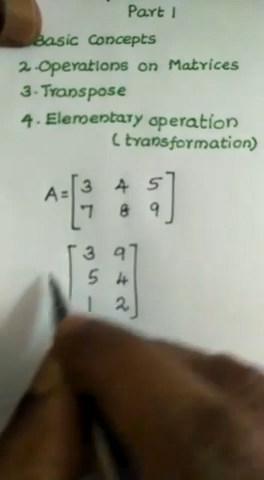 Part 1
Basic Concepts
2. Operations on Matrices
3. Transpose
4. Elementary operation
(transformation)
A = [3 4 5
7 8 9]
[3 9
5 4
1 2]